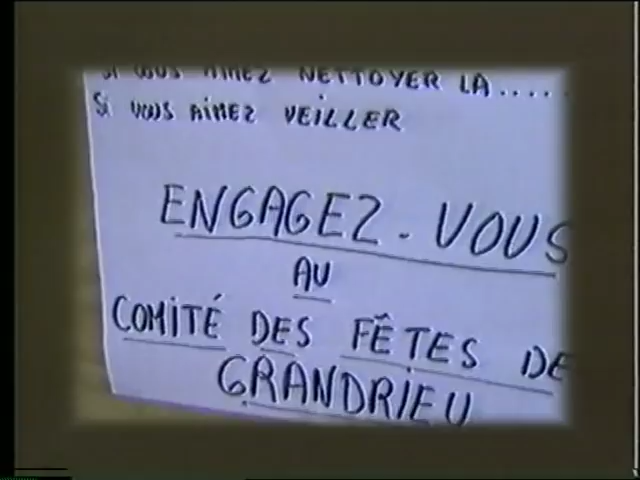 SI VOUS AIMEZ NETTOYER LA.....
Si VOUS AiMEZ VEiLLER
ENGAGEZ-VOUS
AU
COMiTÉ DES FÊTES DE
GRANDRiEU